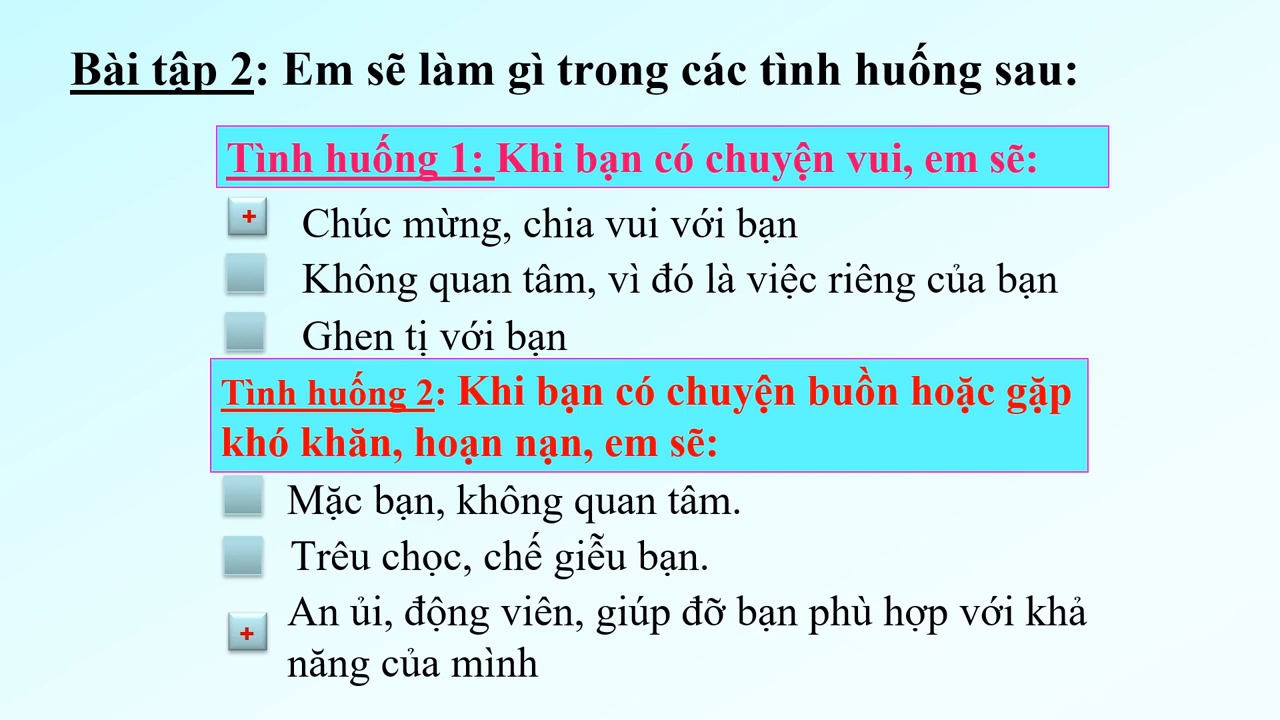 Bài tập 2: Em sẽ làm gì trong các tình huống sau:
Tình huống 1: Khi bạn có chuyện vui, em sẽ:
+ Chúc mừng, chia vui với bạn
Không quan tâm, vì đó là việc riêng của bạn
Ghen tị với bạn
Tình huống 2: Khi bạn có chuyện buồn hoặc gặp
khó khăn, hoạn nạn, em sẽ:
Mặc bạn, không quan tâm.
Trêu chọc, chế giễu bạn.
+ An ủi, động viên, giúp đỡ bạn phù hợp với khả
năng của mình